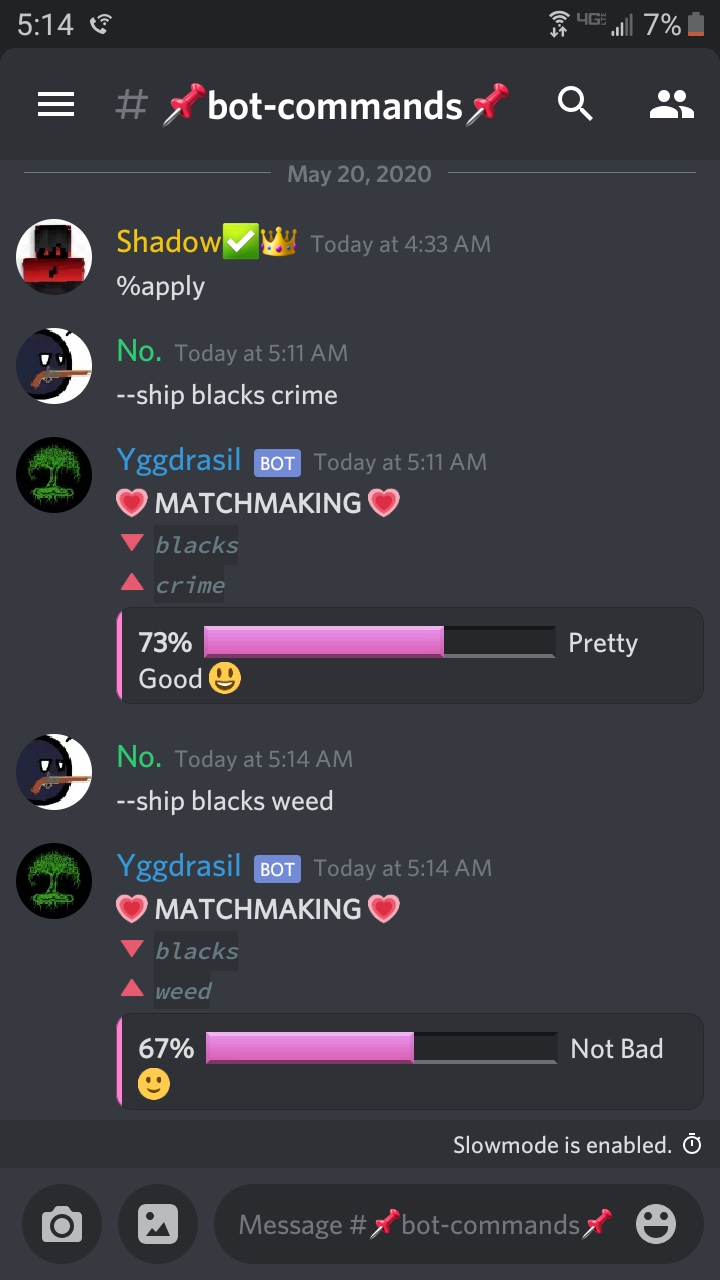 5:14 4G 7%
# 📌bot-commands📌
May 20, 2020
Shadow✅👑 Today at 4:33 AM
%apply
No. Today at 5:11 AM
--ship blacks crime
Yggdrasil BOT Today at 5:11 AM
💗 MATCHMAKING 💗
🔻 blacks
🔺 crime
73% Pretty
Good 😃
No. Today at 5:14 AM
--ship blacks weed
Yggdrasil BOT Today at 5:14 AM
💗 MATCHMAKING 💗
🔻 blacks
🔺 weed
67% Not Bad
🙂
Slowmode is enabled.
Message #📌bot-commands📌